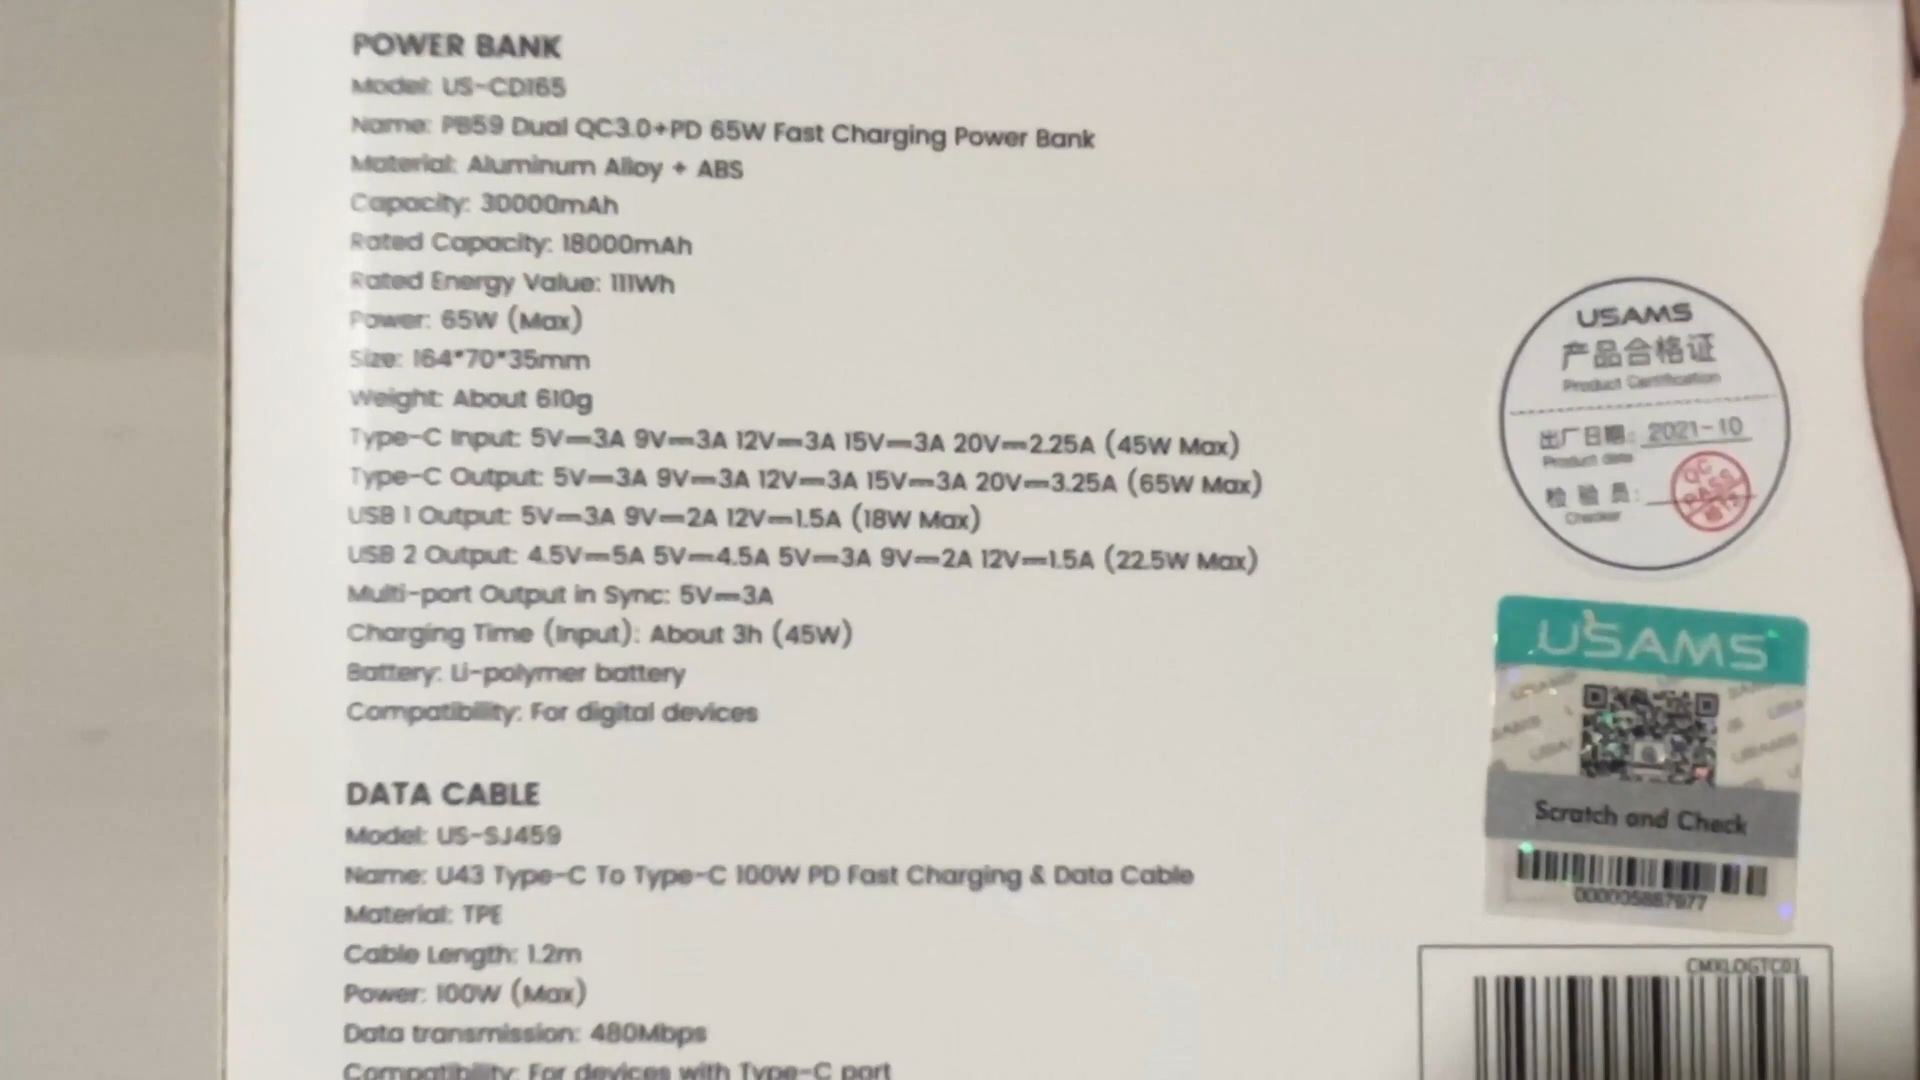 POWER BANK
Model: US-CD165
Name: PB59 Dual QC3.0+PD 65W Fast Charging Power Bank
Material: Aluminum Alloy + ABS
Capacity: 30000mAh
Rated Capacity: 18000mAh
Rated Energy Value: 111Wh
Power: 65W (Max)
Size: 164*70*35mm
Weight: About 610g
Type-C Input: 5V⎓3A 9V⎓3A 12V⎓3A 15V⎓3A 20V⎓2.25A (45W Max)
Type-C Output: 5V⎓3A 9V⎓3A 12V⎓3A 15V⎓3A 20V⎓3.25A (65W Max)
USB 1 Output: 5V⎓3A 9V⎓2A 12V⎓1.5A (18W Max)
USB 2 Output: 4.5V⎓5A 5V⎓4.5A 5V⎓3A 9V⎓2A 12V⎓1.5A (22.5W Max)
Multi-port Output in Sync: 5V⎓3A
Charging Time (Input): About 3h (45W)
Battery: Li-polymer battery
Compatibility: For digital devices
DATA CABLE
Model: US-SJ459
Name: U43 Type-C To Type-C 100W PD Fast Charging & Data Cable
Material: TPE
Cable Length: 1.2m
Power: 100W (Max)
Data transmission: 480Mbps
Compatibility: For devices with Type-C port
USAMS
产品合格证
Product Certification
出厂日期: 2021-10
Product date
检 验 员:
Checker
QC
PASS
USAMS
Scratch and Check